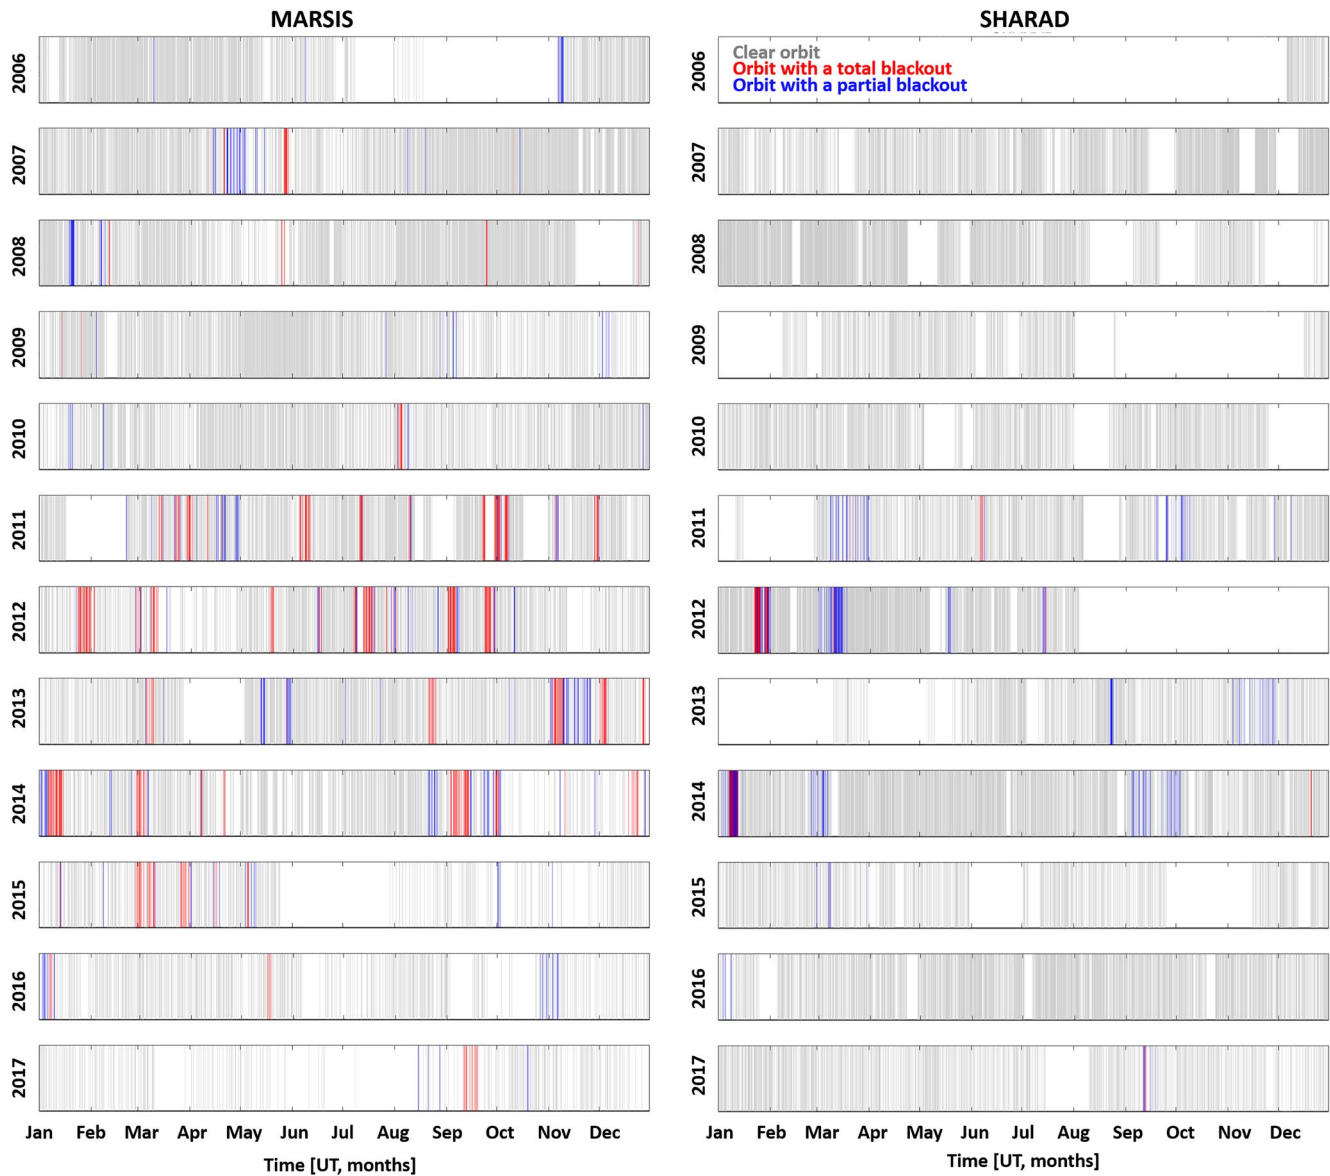 MARSIS
SHARAD
2006
2006
Clear orbit
Orbit with a total blackout
Orbit with a partial blackout
2007
2007
2008
2008
2009
2009
2010
2010
2011
2011
2012
2012
2013
2013
2014
2014
2015
2015
2016
2016
2017
2017
Jan Feb Mar Apr May Jun Jul Aug Sep Oct Nov Dec
Jan Feb Mar Apr May Jun Jul Aug Sep Oct Nov Dec
Time [UT, months]
Time [UT, months]